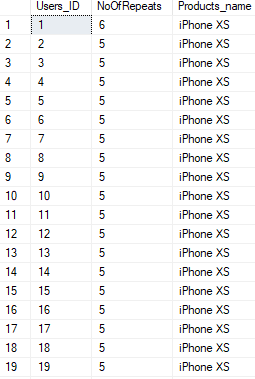 Users_ID NoOfRepeats Products_name
1 1 6 iPhone XS
2 2 5 iPhone XS
3 3 5 iPhone XS
4 4 5 iPhone XS
5 5 5 iPhone XS
6 6 5 iPhone XS
7 7 5 iPhone XS
8 8 5 iPhone XS
9 9 5 iPhone XS
10 10 5 iPhone XS
11 11 5 iPhone XS
12 12 5 iPhone XS
13 13 5 iPhone XS
14 14 5 iPhone XS
15 15 5 iPhone XS
16 16 5 iPhone XS
17 17 5 iPhone XS
18 18 5 iPhone XS
19 19 5 iPhone XS